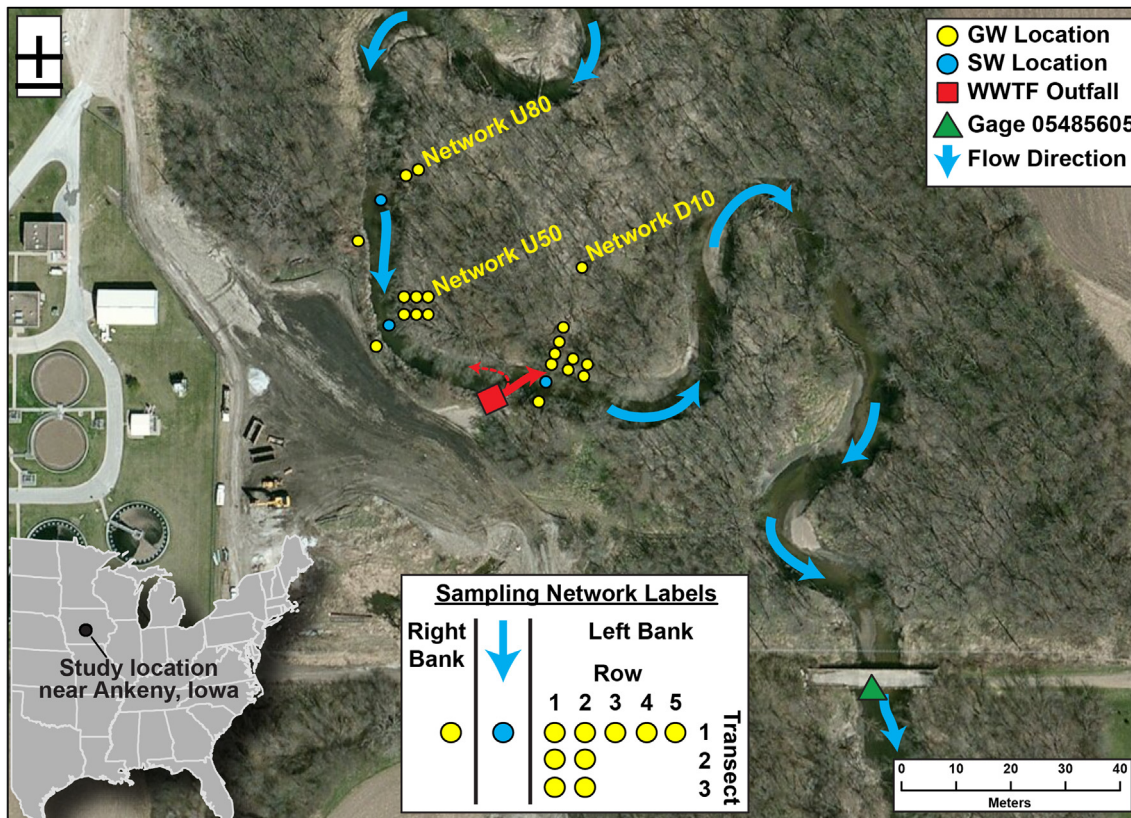 GW Location
SW Location
WWTF Outfall
Gage 05485605
Flow Direction
Network U80
Network D10
Network U50
Study location
near Ankeny, Iowa
Sampling Network Labels
Right
Bank
Left Bank
Row
1 2 3 4 5
1
2
3
Transect
0 10 20 30 40
Meters